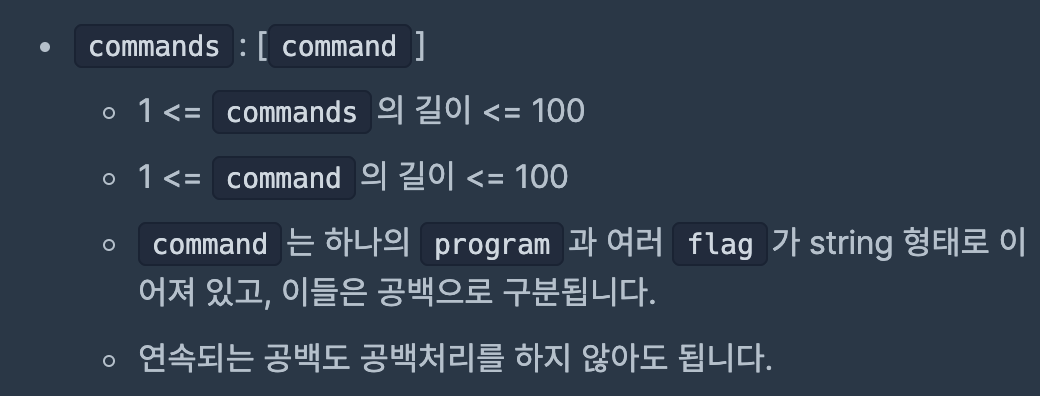 commands : [ command ]
1 <= commands 의 길이 <= 100
1 <= command 의 길이 <= 100
command 는 하나의 program 과 여러 flag 가 string 형태로 이
어져 있고, 이들은 공백으로 구분됩니다.
연속되는 공백도 공백처리를 하지 않아도 됩니다.